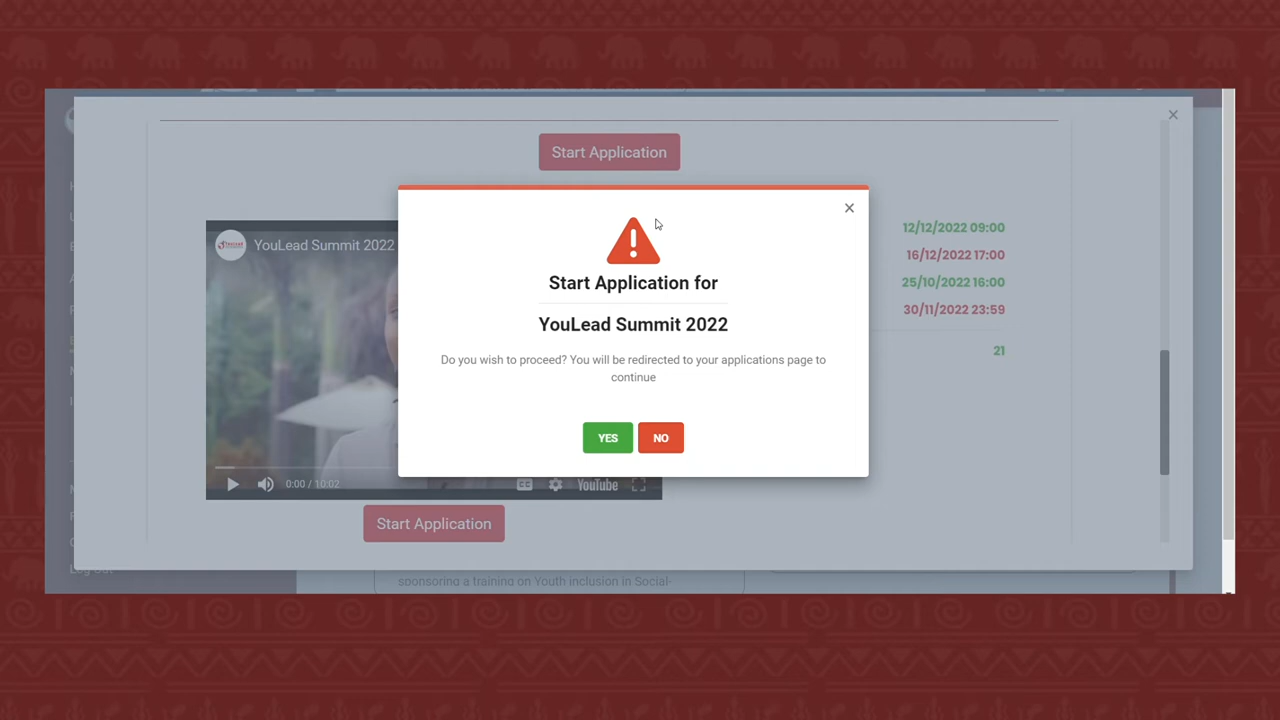 Start Application
YouLead Summit 2022
12/12/2022 09:00
16/12/2022 17:00
25/10/2022 16:00
30/11/2022 23:59
21
Start Application for
YouLead Summit 2022
Do you wish to proceed? You will be redirected to your applications page to
continue
YES
NO
0:00 / 10:02
CC
YouTube
Start Application
Log Out
sponsoring a training on Youth inclusion in Social-